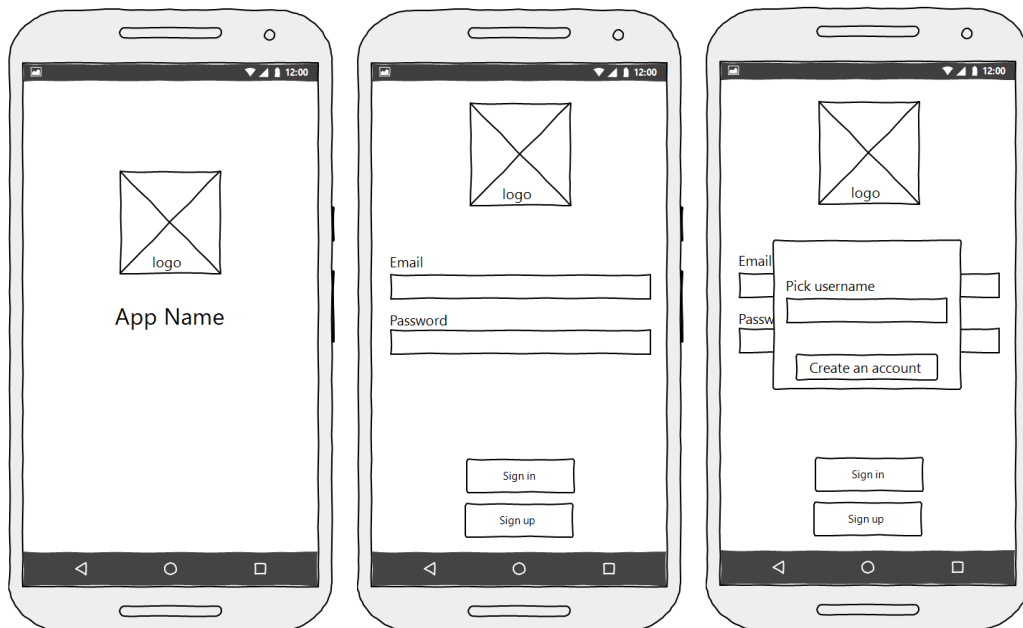 12:00
logo
App Name
12:00
logo
Email
Password
Sign in
Sign up
12:00
logo
Email
Pick username
Passw
Create an account
Sign in
Sign up